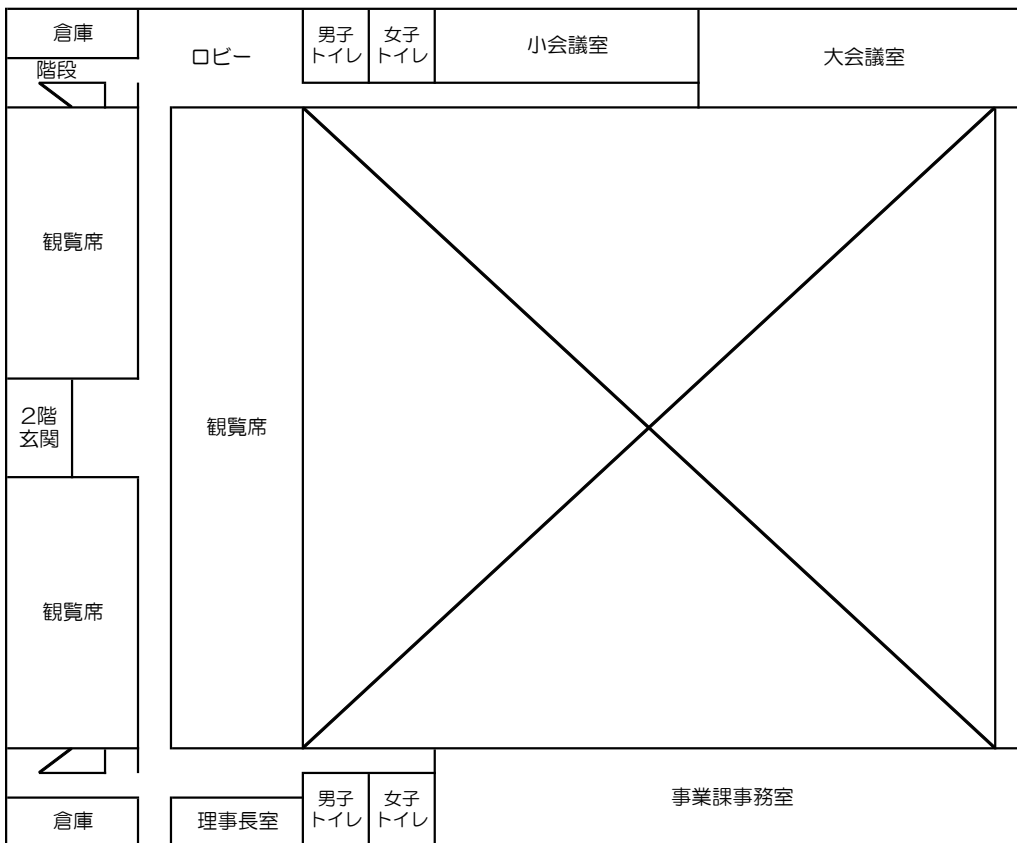 倉庫
ロビー
男子
トイレ
女子
トイレ
小会議室
大会議室
階段
観覧席
2階
玄関
観覧席
観覧席
倉庫
理事長室
男子
トイレ
女子
トイレ
事業課事務室